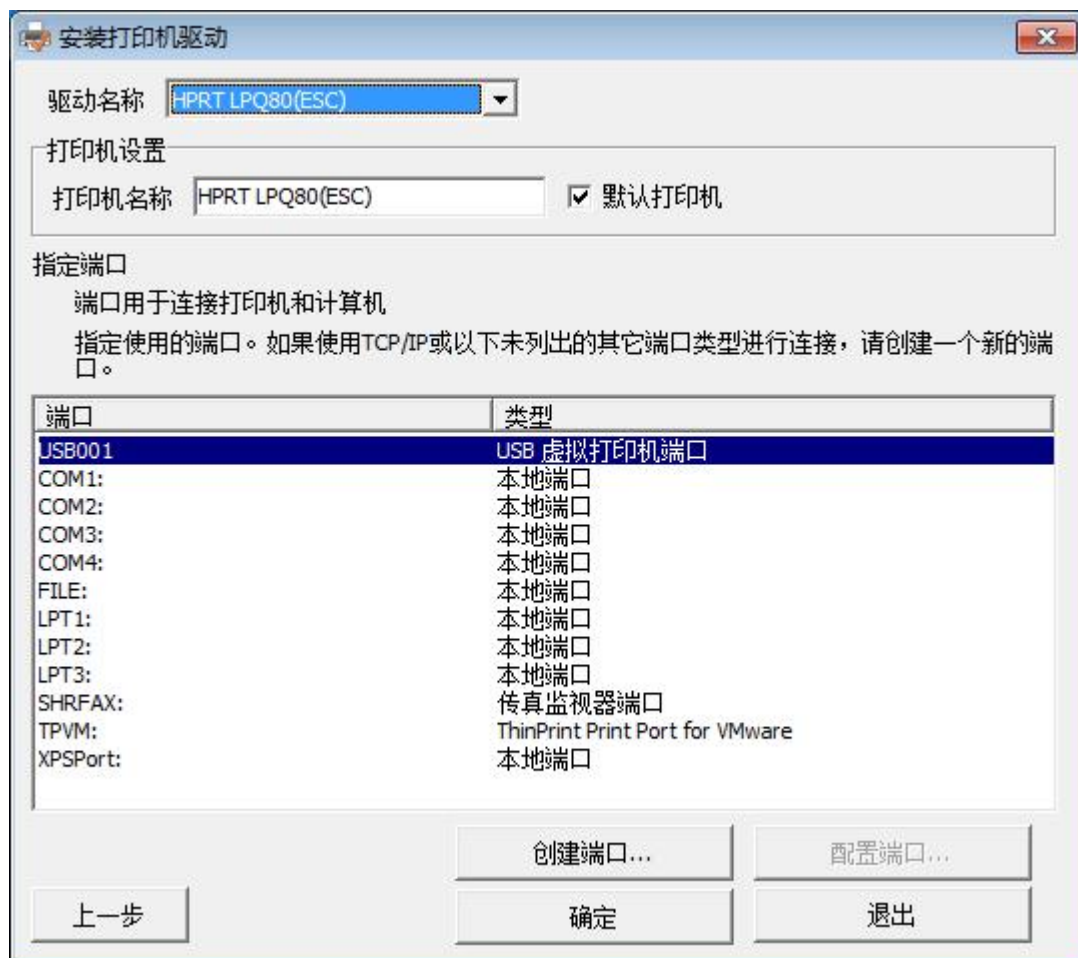 安装打印机驱动
驱动名称 HPRT LPQ80(ESC)
打印机设置
打印机名称 HPRT LPQ80(ESC) 默认打印机
指定端口
端口用于连接打印机和计算机
指定使用的端口。如果使用TCP/IP或以下未列出的其它端口类型进行连接，请创建一个新的端
口。
端口 类型
USB001 USB 虚拟打印机端口
COM1: 本地端口
COM2: 本地端口
COM3: 本地端口
COM4: 本地端口
FILE: 本地端口
LPT1: 本地端口
LPT2: 本地端口
LPT3: 本地端口
SHRFAX: 传真监视器端口
TPVM: ThinPrint Print Port for VMware
XPSPort: 本地端口
创建端口... 配置端口...
上一步 确定 退出